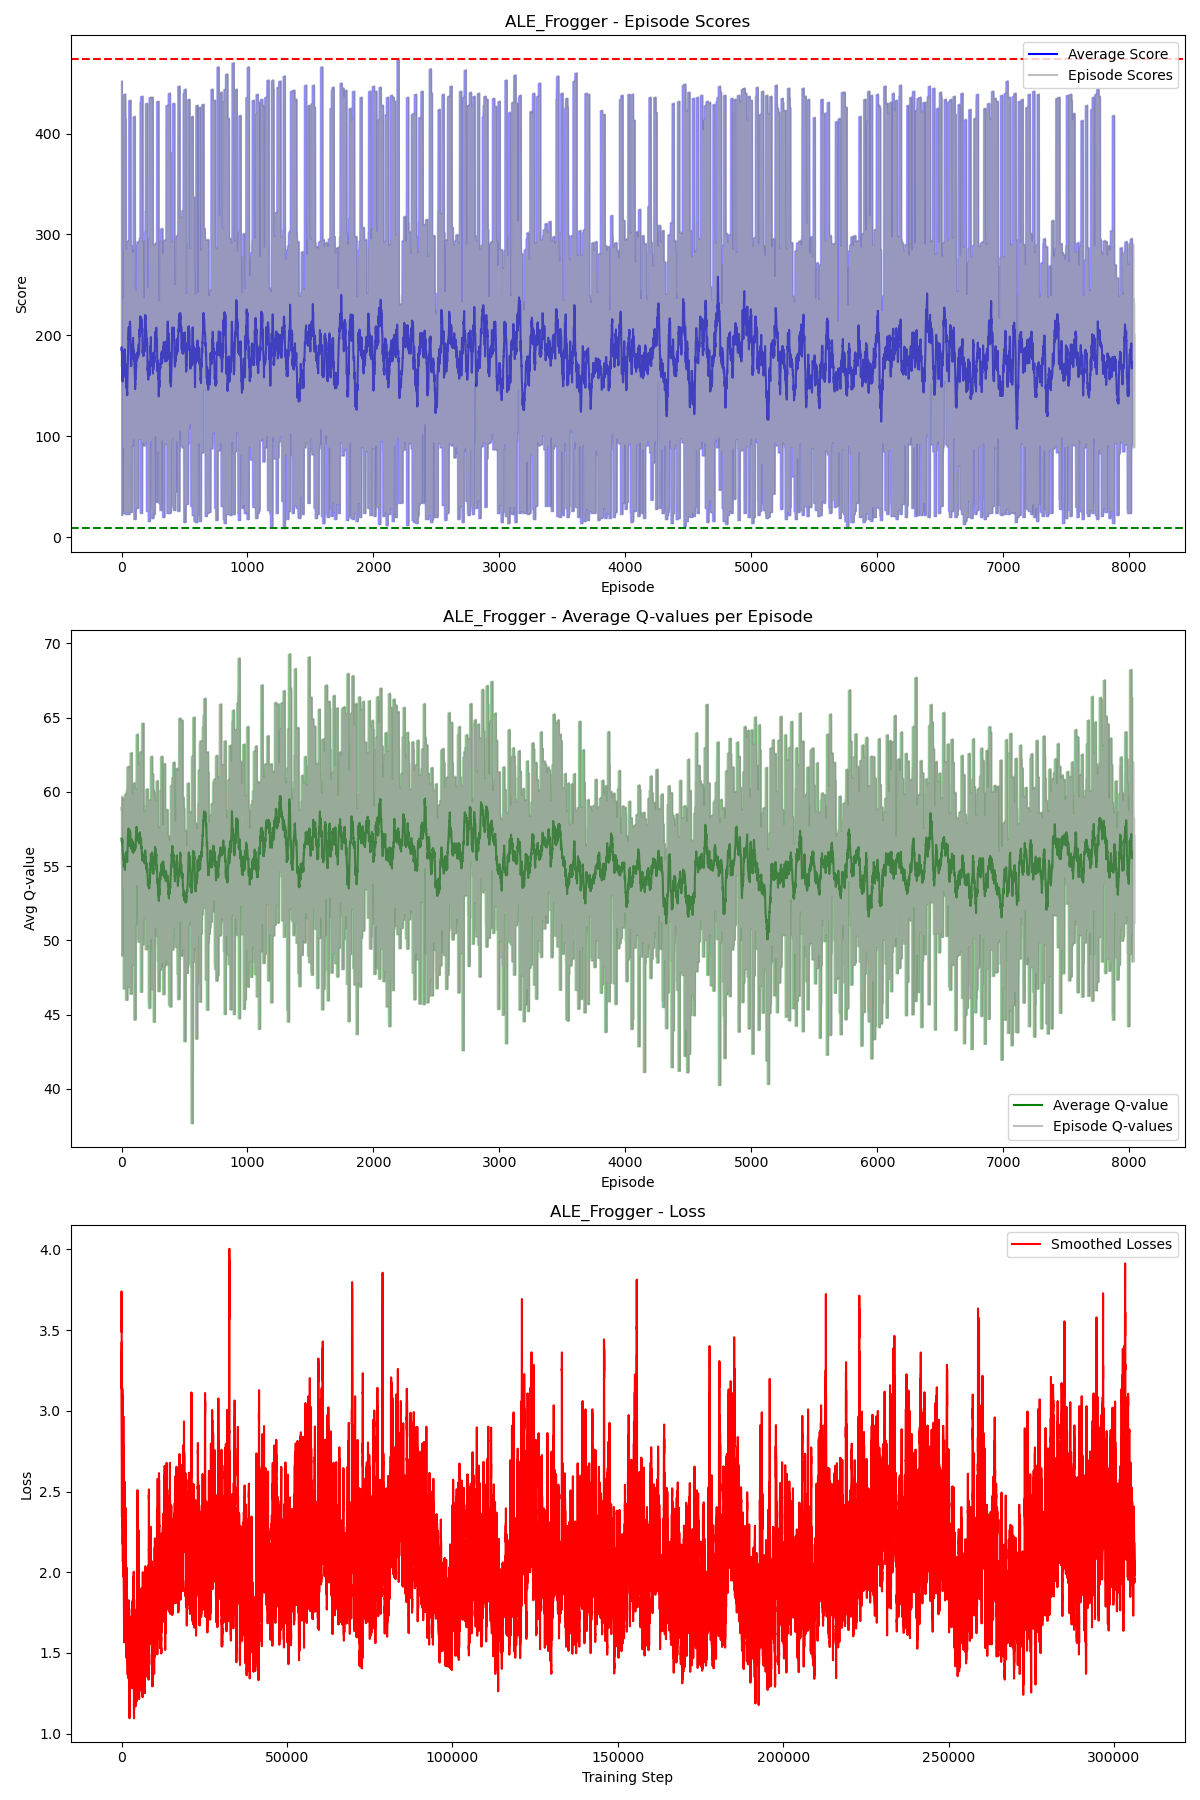 ALE_Frogger - Episode Scores
Average Score
Episode Scores
Score
400
300
200
100
0
0 1000 2000 3000 4000 5000 6000 7000 8000
Episode
ALE_Frogger - Average Q-values per Episode
Avg Q-value
70
65
60
55
50
45
40
Average Q-value
Episode Q-values
0 1000 2000 3000 4000 5000 6000 7000 8000
Episode
ALE_Frogger - Loss
Smoothed Losses
Loss
4.0
3.5
3.0
2.5
2.0
1.5
1.0
0 50000 100000 150000 200000 250000 300000
Training Step